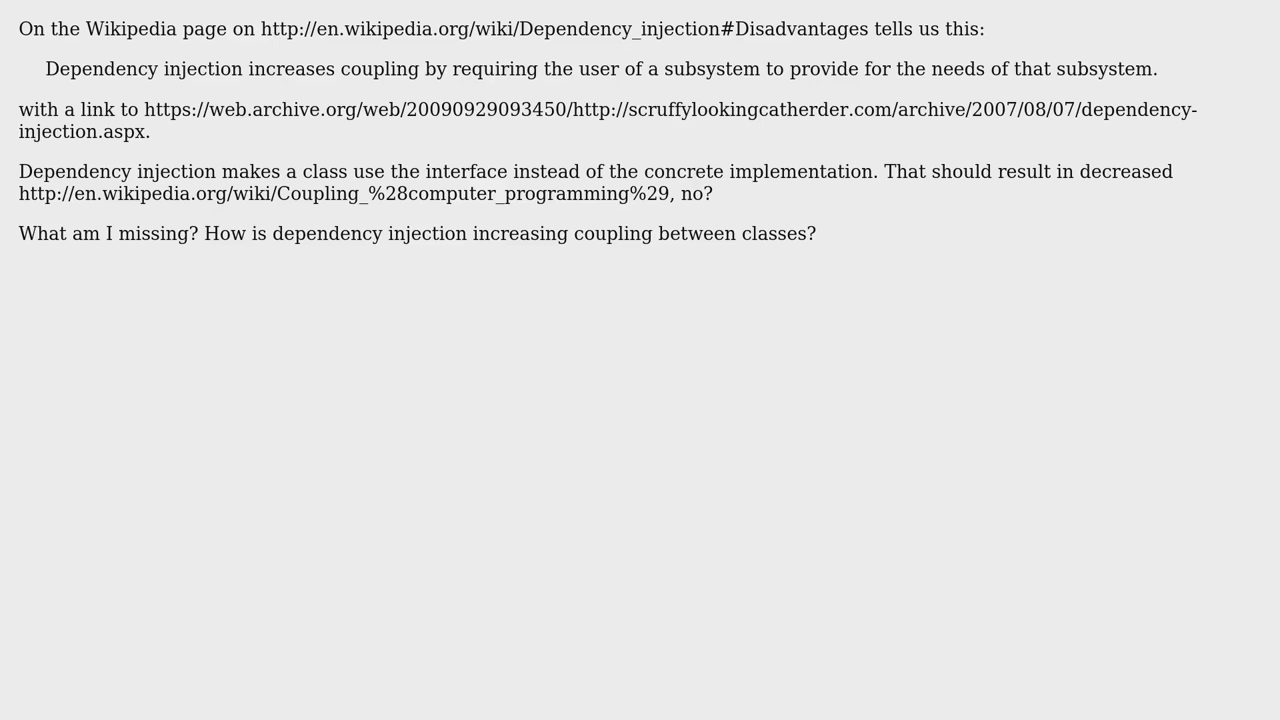 On the Wikipedia page on http://en.wikipedia.org/wiki/Dependency_injection#Disadvantages tells us this:
Dependency injection increases coupling by requiring the user of a subsystem to provide for the needs of that subsystem.
with a link to https://web.archive.org/web/20090929093450/http://scruffylookingcatherder.com/archive/2007/08/07/dependency-
injection.aspx.
Dependency injection makes a class use the interface instead of the concrete implementation. That should result in decreased
http://en.wikipedia.org/wiki/Coupling_%28computer_programming%29, no?
What am I missing? How is dependency injection increasing coupling between classes?